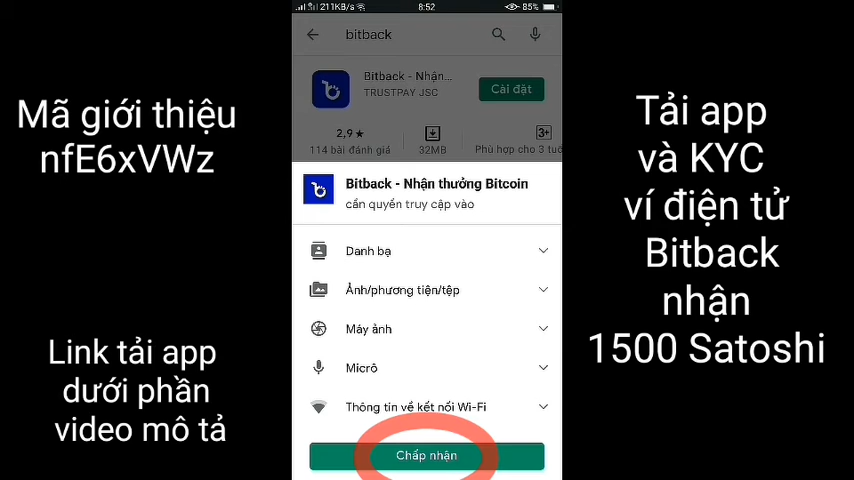 211KB/s 8:52 85%
bitback
Bitback - Nhận...
TRUSTPAY JSC
Cài đặt
2,9★
114 bài đánh giá
32MB
3+
Phù hợp cho 3 tuổ
Bitback - Nhận thưởng Bitcoin
cần quyền truy cập vào
Danh bạ
Ảnh/phương tiện/tệp
Máy ảnh
Micrô
Thông tin về kết nối Wi-Fi
Chấp nhận
Mã giới thiệu
nfE6xVWz
Link tải app
dưới phần
video mô tả
Tải app
và KYC
ví điện tử
Bitback
nhận
1500 Satoshi